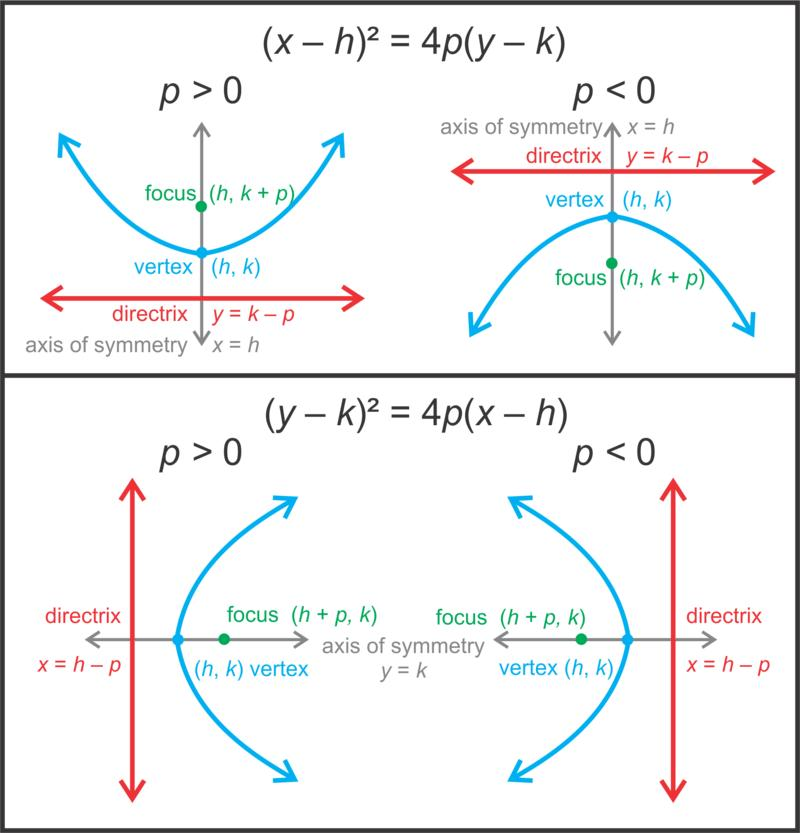 (x – h)² = 4p(y – k)
p > 0
focus (h, k + p)
vertex (h, k)
directrix y = k – p
axis of symmetry x = h
p < 0
axis of symmetry x = h
directrix y = k – p
vertex (h, k)
focus (h, k + p)
(y – k)² = 4p(x – h)
p > 0
directrix
x = h – p
focus (h + p, k)
(h, k) vertex
axis of symmetry
y = k
p < 0
focus (h + p, k)
vertex (h, k)
directrix
x = h – p